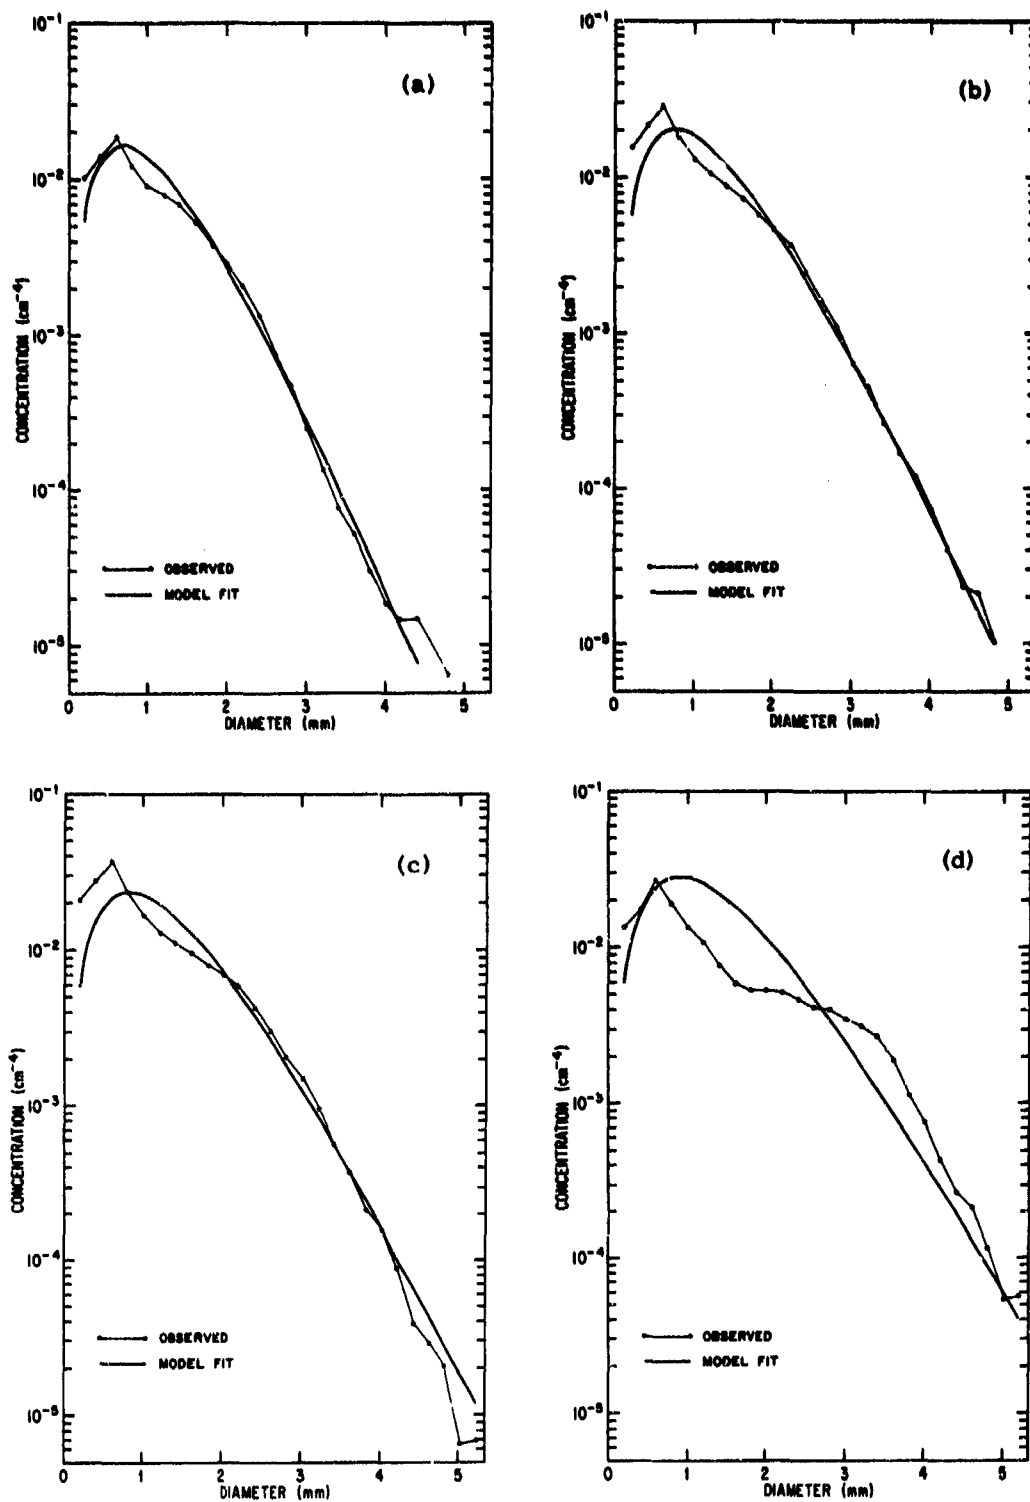 (a)
10⁻¹
10⁻²
10⁻³
10⁻⁴
10⁻⁵
CONCENTRATION (cm⁻⁴)
OBSERVED
MODEL FIT
0 1 2 3 4 5
DIAMETER (mm)
(b)
10⁻¹
10⁻²
10⁻³
10⁻⁴
10⁻⁵
CONCENTRATION (cm⁻⁴)
OBSERVED
MODEL FIT
0 1 2 3 4 5
DIAMETER (mm)
(c)
10⁻¹
10⁻²
10⁻³
10⁻⁴
10⁻⁵
CONCENTRATION (cm⁻⁴)
OBSERVED
MODEL FIT
0 1 2 3 4 5
DIAMETER (mm)
(d)
10⁻¹
10⁻²
10⁻³
10⁻⁴
10⁻⁵
CONCENTRATION (cm⁻⁴)
OBSERVED
MODEL FIT
0 1 2 3 4 5
DIAMETER (mm)